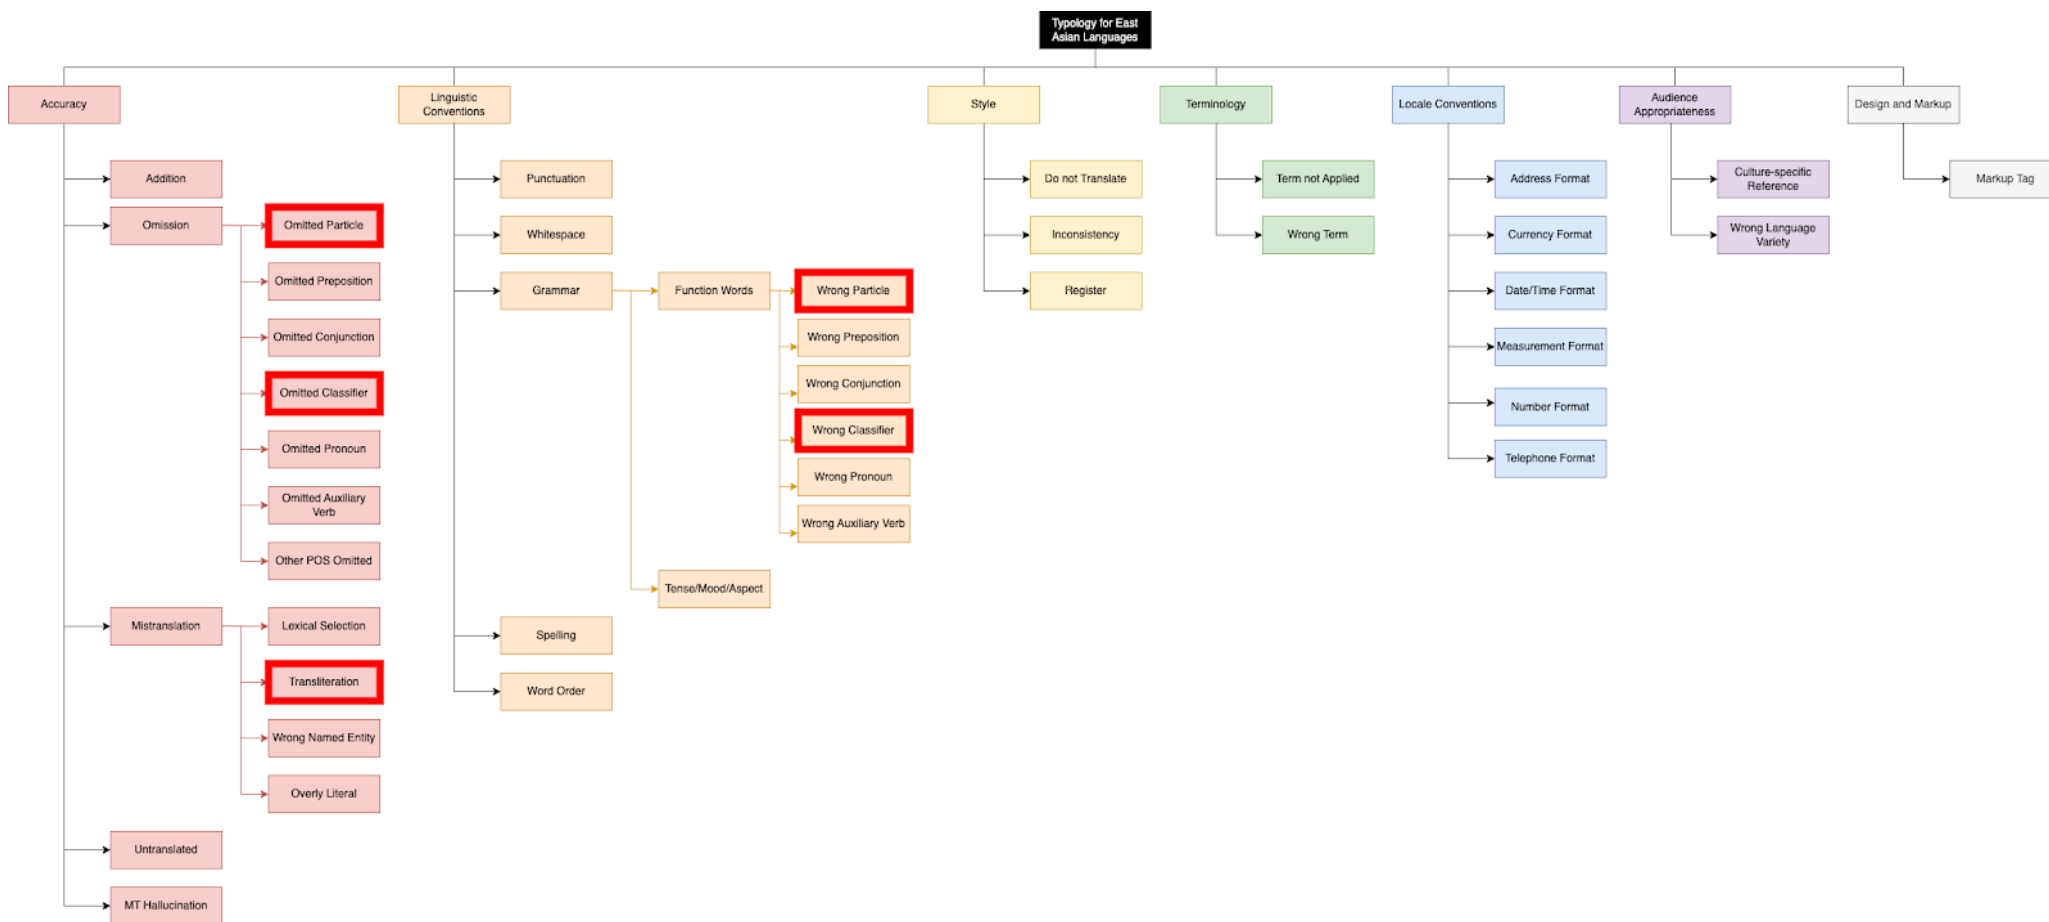 Typology for East
Asian Languages
Accuracy
Addition
Omission
Omitted Particle
Omitted Preposition
Omitted Conjunction
Omitted Classifier
Omitted Pronoun
Omitted Auxiliary
Verb
Other POS Omitted
Mistranslation
Lexical Selection
Transliteration
Wrong Named Entity
Overly Literal
Untranslated
MT Hallucination
Linguistic
Conventions
Punctuation
Whitespace
Grammar
Function Words
Wrong Particle
Wrong Preposition
Wrong Conjunction
Wrong Classifier
Wrong Pronoun
Wrong Auxiliary Verb
Tense/Mood/Aspect
Spelling
Word Order
Style
Do not Translate
Inconsistency
Register
Terminology
Term not Applied
Wrong Term
Locale Conventions
Address Format
Currency Format
Date/Time Format
Measurement Format
Number Format
Telephone Format
Audience
Appropriateness
Culture-specific
Reference
Wrong Language
Variety
Design and Markup
Markup Tag